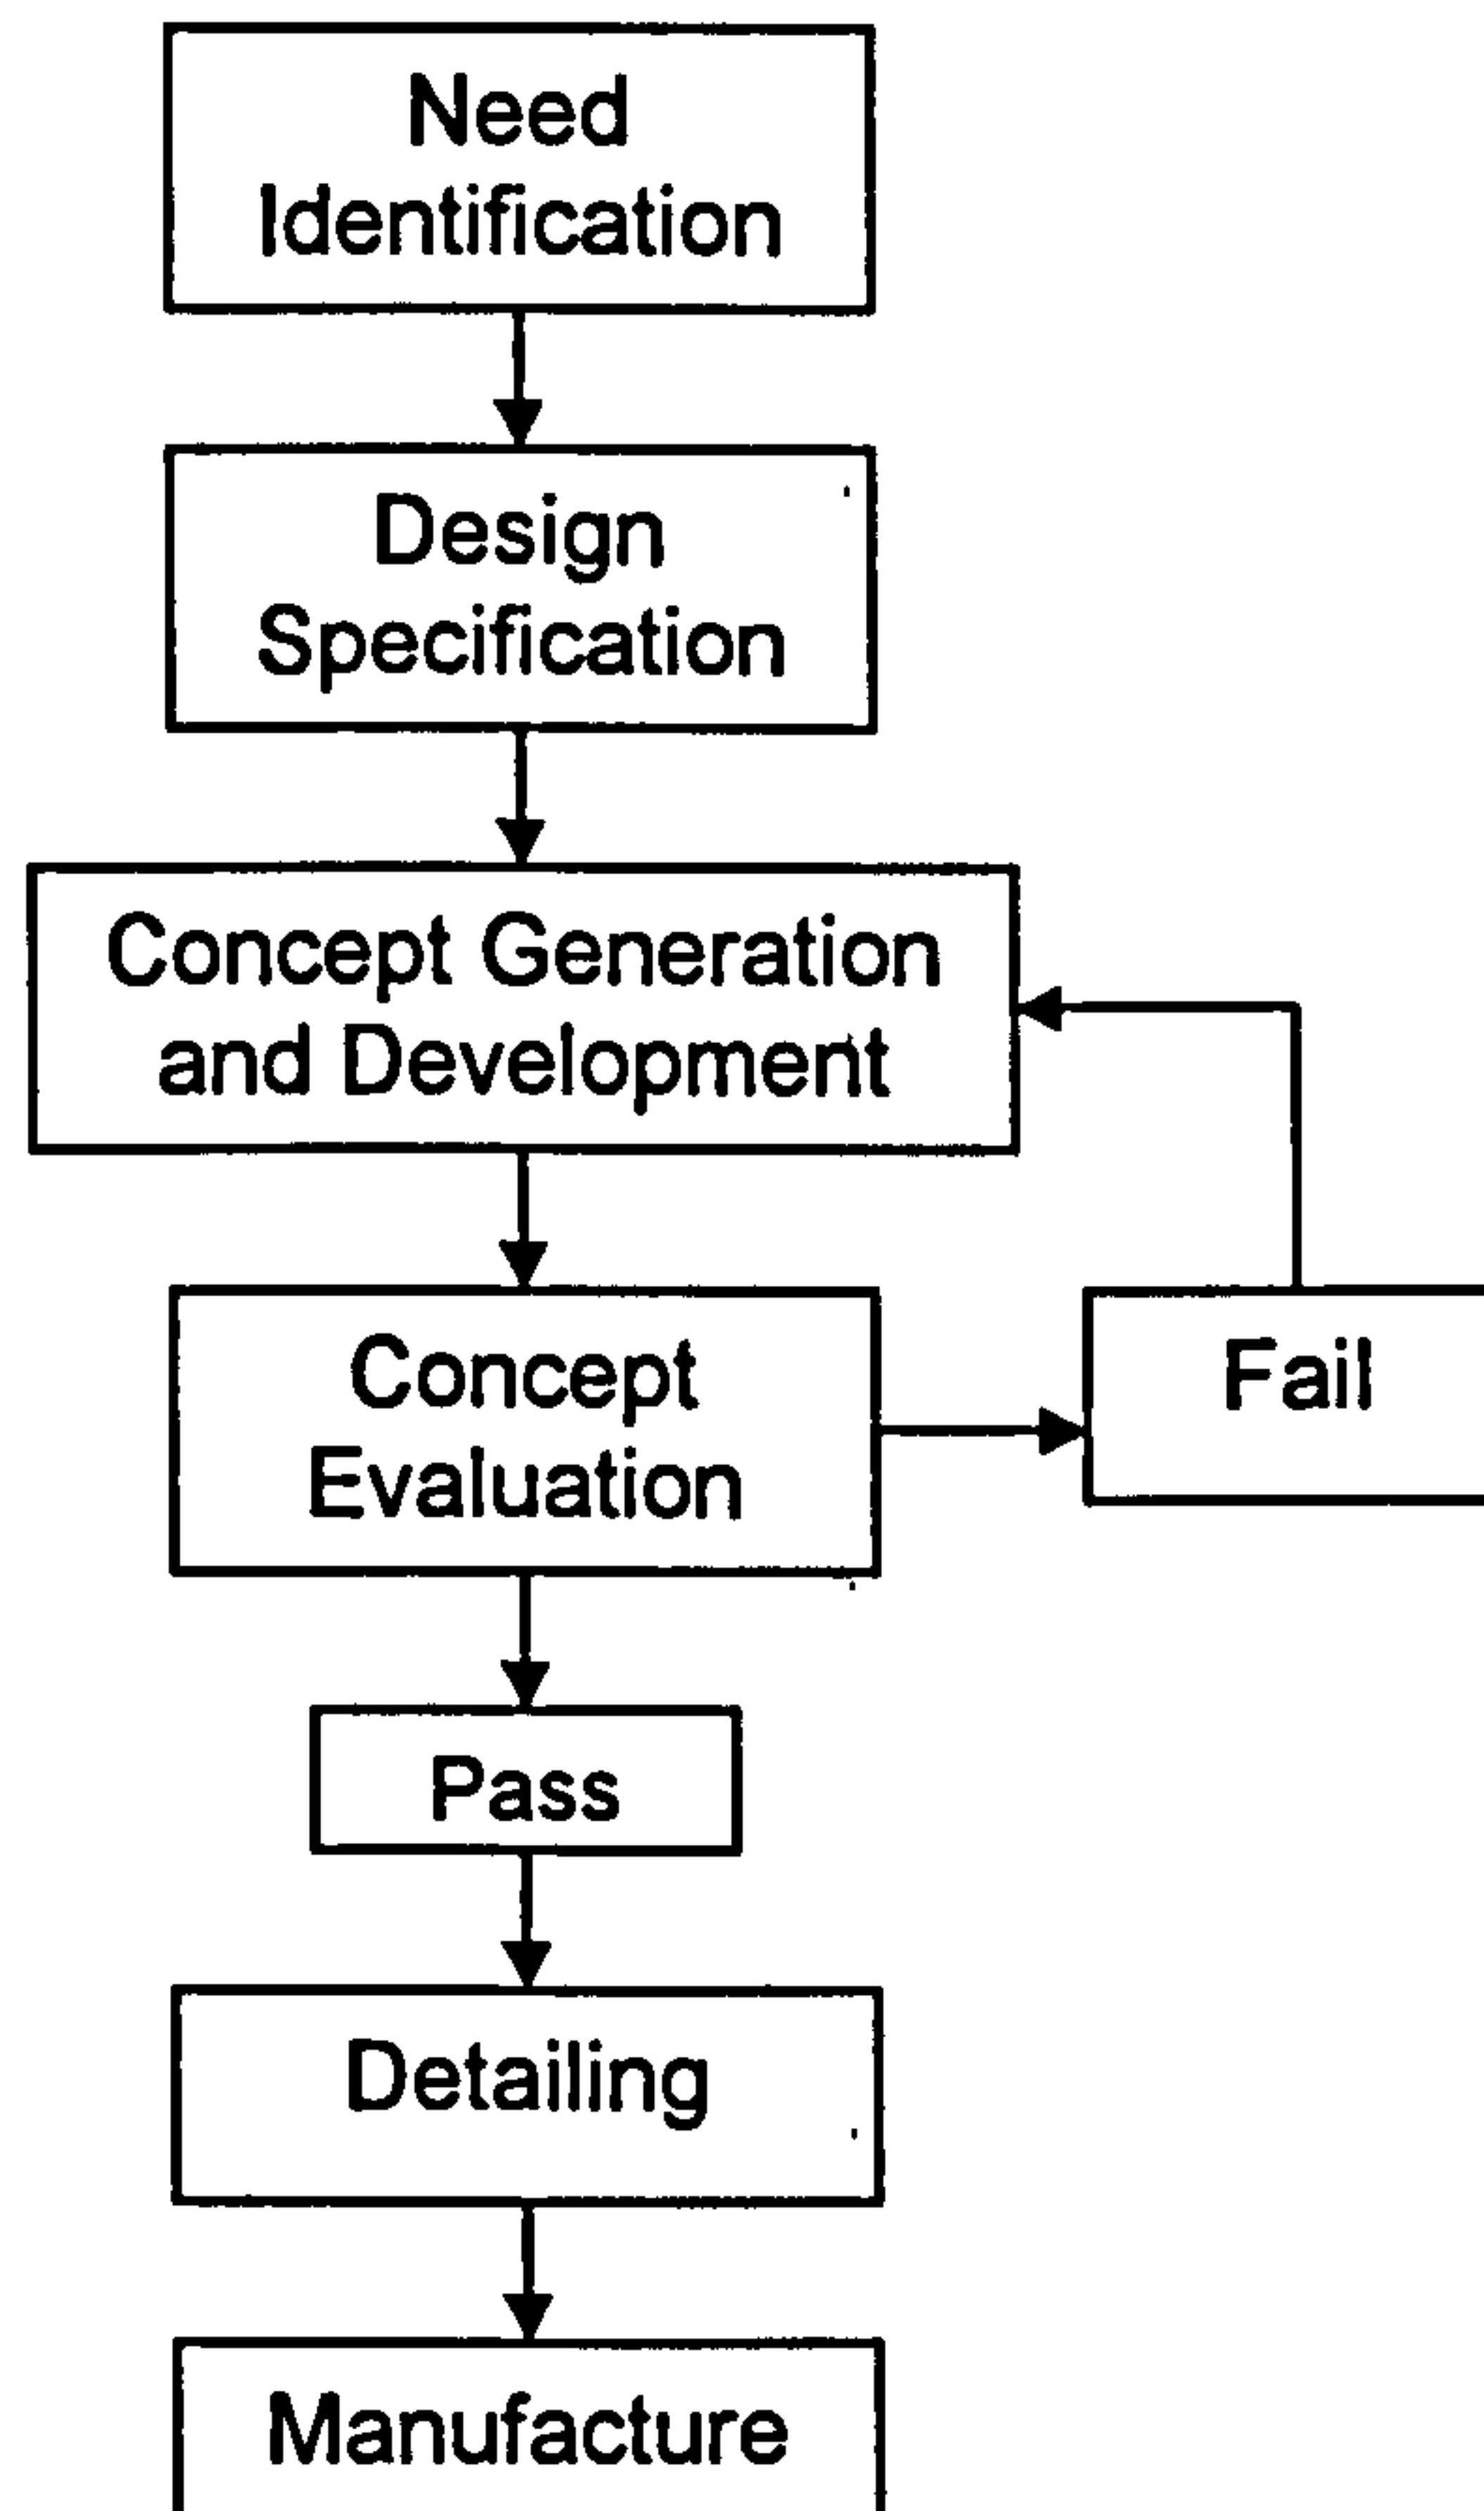 Need
Identification
Design
Specification
Concept Generation
and Development
Concept
Evaluation
Fail
Pass
Detailing
Manufacture